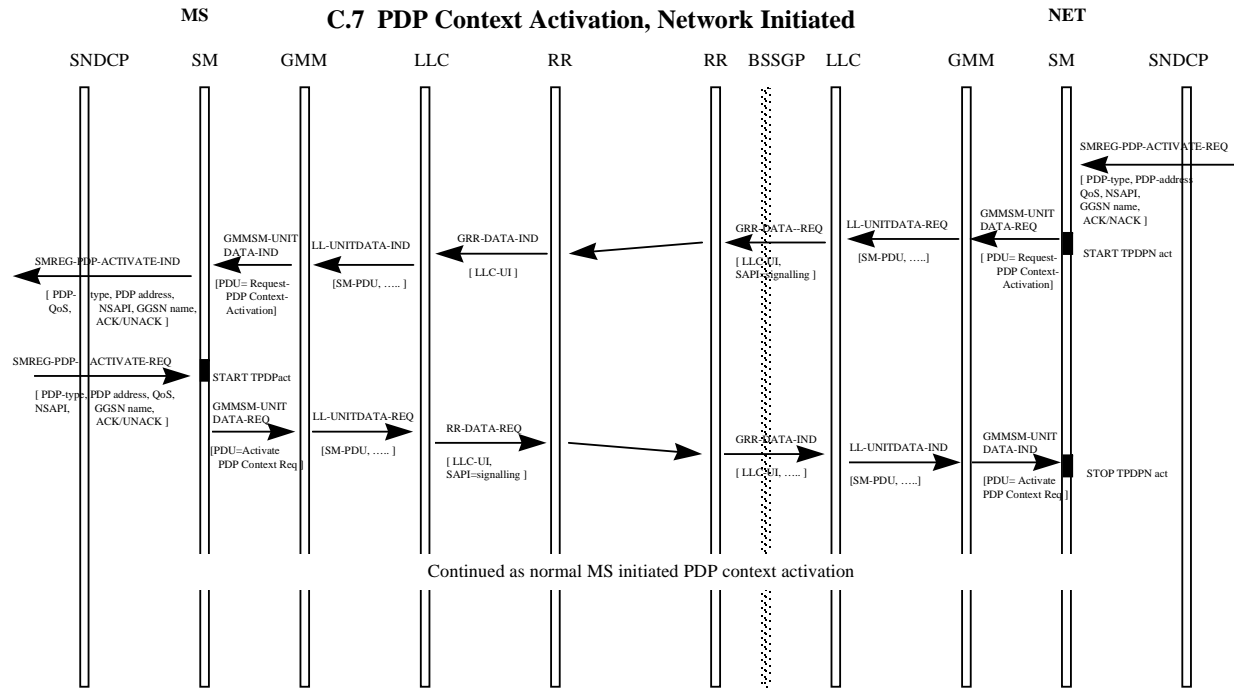 MS
C.7 PDP Context Activation, Network Initiated
NET
SNDCP SM GMM LLC RR RR BSSGP LLC GMM SM SNDCP
SMREG-PDP-ACTIVATE-REQ
[ PDP-type, PDP-address
QoS, NSAPI,
GGSN name,
ACK/NACK ]
GMMSM-UNIT
DATA-REQ
[ PDU= Request-
PDP Context-
Activation]
START TPDPN act
LL-UNITDATA-REQ
[SM-PDU, …..]
GRR-DATA--REQ
[ LLC-UI,
SAPI=signalling ]
GRR-DATA-IND
[ LLC-UI ]
LL-UNITDATA-IND
[SM-PDU, ….. ]
GMMSM-UNIT
DATA-IND
[PDU= Request-
PDP Context-
Activation]
SMREG-PDP-ACTIVATE-IND
[ PDP- type, PDP address,
QoS, NSAPI, GGSN name,
ACK/UNACK ]
SMREG-PDP- ACTIVATE-REQ
[ PDP-type, PDP address, QoS,
NSAPI, GGSN name,
ACK/UNACK ]
START TPDPact
GMMSM-UNIT
DATA-REQ
[PDU=Activate
PDP Context Req ]
LL-UNITDATA-REQ
[SM-PDU, ….. ]
RR-DATA-REQ
[ LLC-UI,
SAPI=signalling ]
GRR-DATA-IND
[ LLC-UI, ….. ]
LL-UNITDATA-IND
[SM-PDU, …..]
GMMSM-UNIT
DATA-IND
[PDU= Activate
PDP Context Req ]
STOP TPDPN act
Continued as normal MS initiated PDP context activation